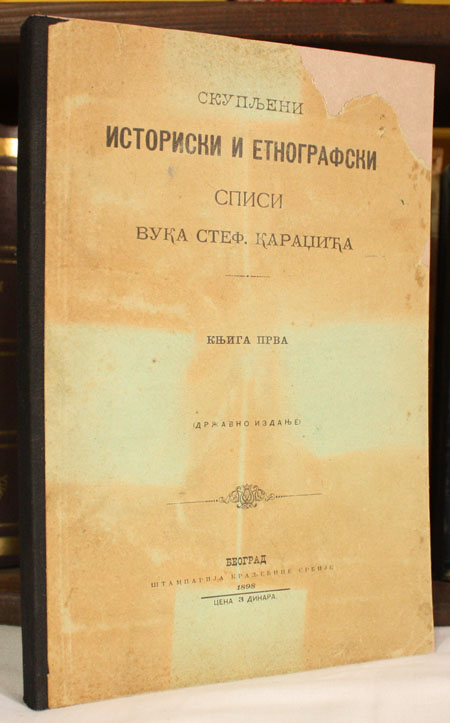 СКУПЉЕНИ
ИСТОРИСКИ И ЕТНОГРАФСКИ
СПИСИ
ВУКА СТЕФ. КАРАЏИЋА
КЊИГА ПРВА
(ДРЖАВНО ИЗДАЊЕ)
БЕОГРАД
ШТАМПАРИЈА КРАЉЕВИНЕ СРБИЈЕ
1898
ЦЕНА 3 ДИНАРА.